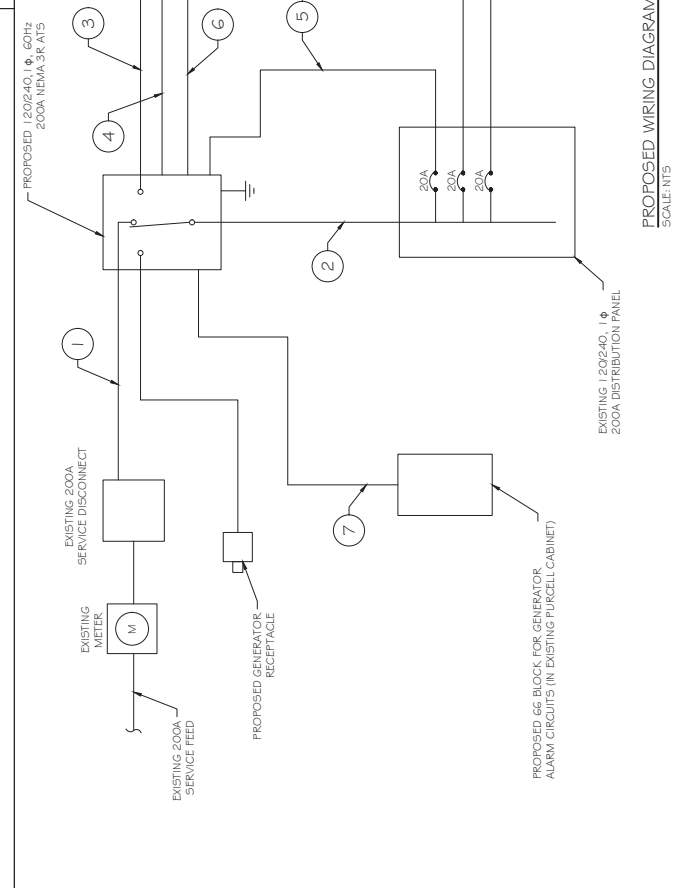 PROPOSED 120/240, 1ϕ, 60Hz
200A NEMA 3R ATS
3
4
6
5
1
2
EXISTING 200A
SERVICE DISCONNECT
EXISTING
METER
M
EXISTING 200A
SERVICE FEED
PROPOSED GENERATOR
RECEPTACLE
7
20A
20A
20A
EXISTING 120/240, 1ϕ
200A DISTRIBUTION PANEL
PROPOSED 66 BLOCK FOR GENERATOR
ALARM CIRCUITS (IN EXISTING PURCELL CABINET)
PROPOSED WIRING DIAGRAM
SCALE: NTS